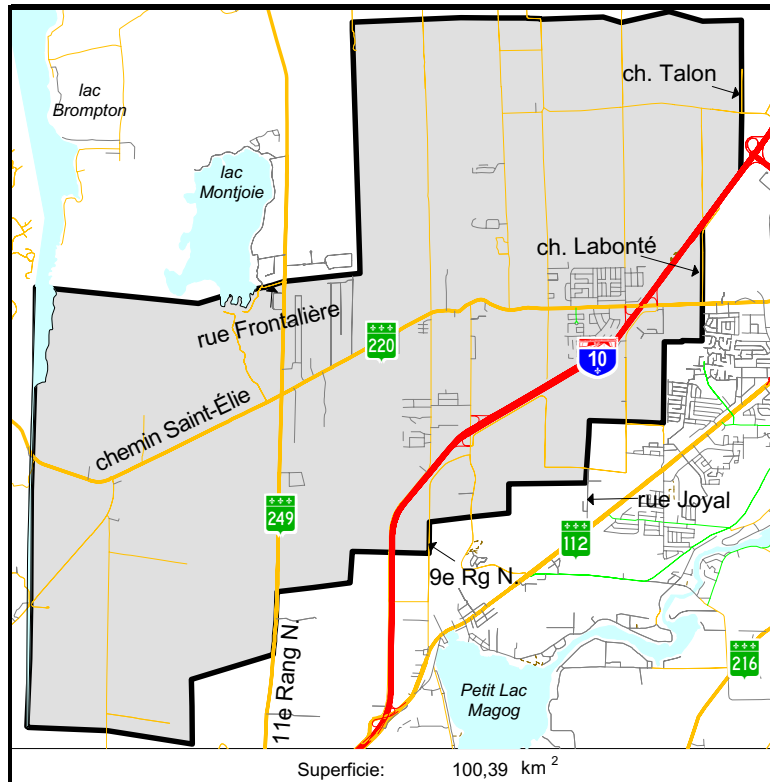 ch. Talon
lac
Brompton
lac
Montjoie
ch. Labonté
rue Frontalière
220
10
chemin Saint-Élie
249
rue Joyal
112
9e Rg N.
11e Rang N.
216
Petit Lac
Magog
Superficie: 100,39 km 2